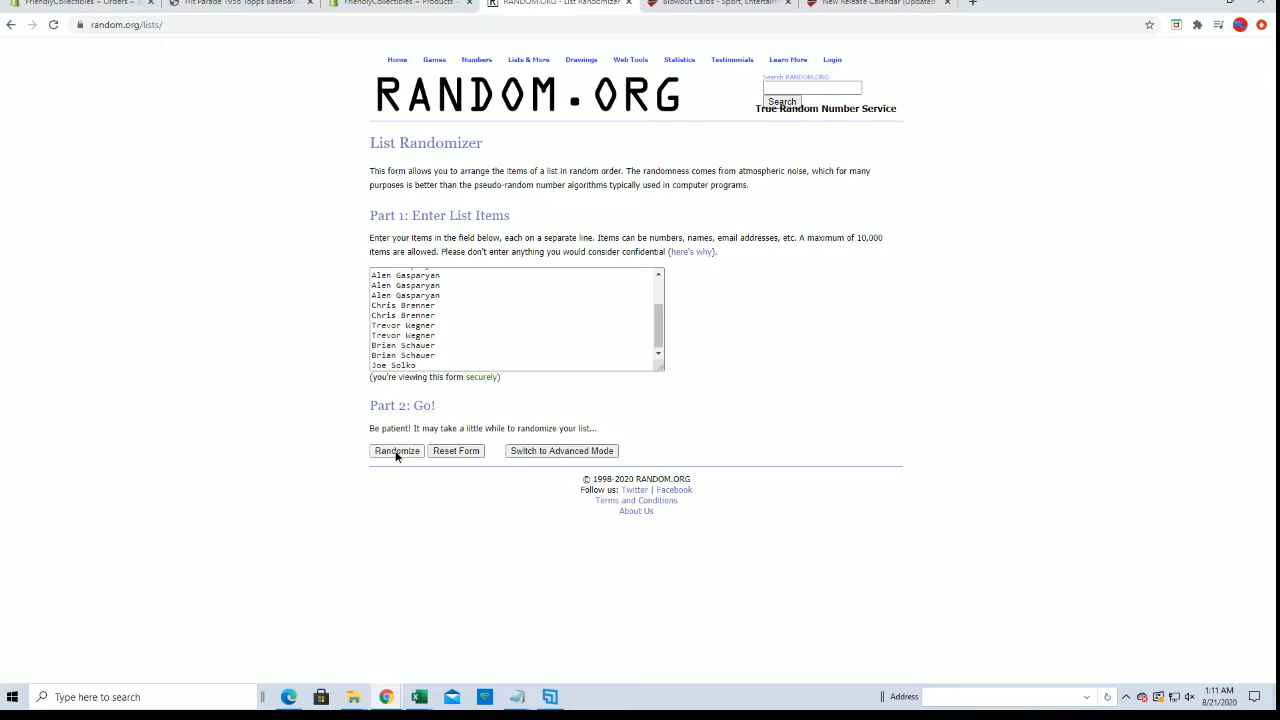 FriendlyCollectibles ~ Orders ~ S
Hit Parade 1956 Topps Baseball
FriendlyCollectibles ~ Products ~
RANDOM.ORG - List Randomizer
Blowout Cards - Sport, Entertain
New Release Calendar (Updated
random.org/lists/
Home Games Numbers Lists & More Drawings Web Tools Statistics Testimonials Learn More Login
RANDOM.ORG
Search RANDOM.ORG
Search
True Random Number Service
List Randomizer
This form allows you to arrange the items of a list in random order. The randomness comes from atmospheric noise, which for many
purposes is better than the pseudo-random number algorithms typically used in computer programs.
Part 1: Enter List Items
Enter your items in the field below, each on a separate line. Items can be numbers, names, email addresses, etc. A maximum of 10,000
items are allowed. Please don't enter anything you would consider confidential (here's why).
Alen Gasparyan
Alen Gasparyan
Alen Gasparyan
Chris Brenner
Chris Brenner
Trevor Wegner
Trevor Wegner
Brian Schauer
Brian Schauer
Joe Solko
(you're viewing this form securely)
Part 2: Go!
Be patient! It may take a little while to randomize your list...
Randomize Reset Form Switch to Advanced Mode
© 1998-2020 RANDOM.ORG
Follow us: Twitter | Facebook
Terms and Conditions
About Us
Type here to search
Address
1:11 AM
8/21/2020